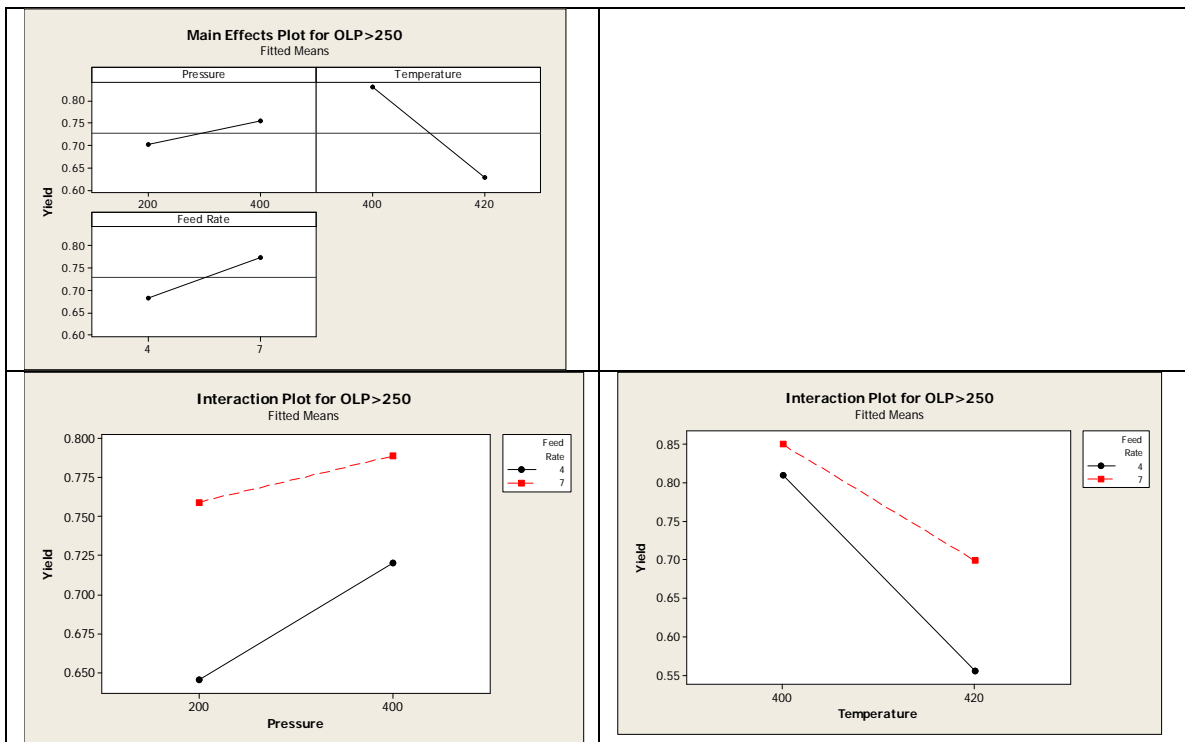 Main Effects Plot for OLP>250
Fitted Means
Pressure Temperature
0.80
0.75
0.70
0.65
0.60
200 400 400 420
Yield
Feed Rate
0.80
0.75
0.70
0.65
0.60
4 7
Interaction Plot for OLP>250
Fitted Means
0.800
0.775
0.750
0.725
0.700
0.675
0.650
Yield
200 400
Pressure
Feed
Rate
4
7
Interaction Plot for OLP>250
Fitted Means
0.85
0.80
0.75
0.70
0.65
0.60
0.55
Yield
400 420
Temperature
Feed
Rate
4
7